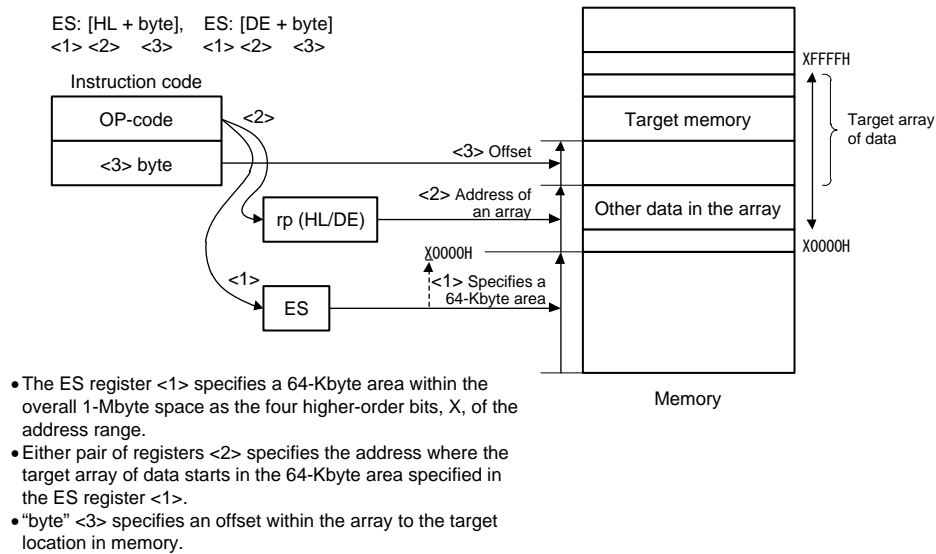 ES: [HL + byte], ES: [DE + byte]
<1> <2> <3> <1> <2> <3>
Instruction code
OP-code
<3> byte
<2>
<1>
rp (HL/DE)
ES
<3> Offset
<2> Address of
an array
X0000H
<1> Specifies a
64-Kbyte area
XFFFFH
Target memory
Target array
of data
Other data in the array
X0000H
Memory
• The ES register <1> specifies a 64-Kbyte area within the
overall 1-Mbyte space as the four higher-order bits, X, of the
address range.
• Either pair of registers <2> specifies the address where the
target array of data starts in the 64-Kbyte area specified in
the ES register <1>.
• “byte” <3> specifies an offset within the array to the target
location in memory.